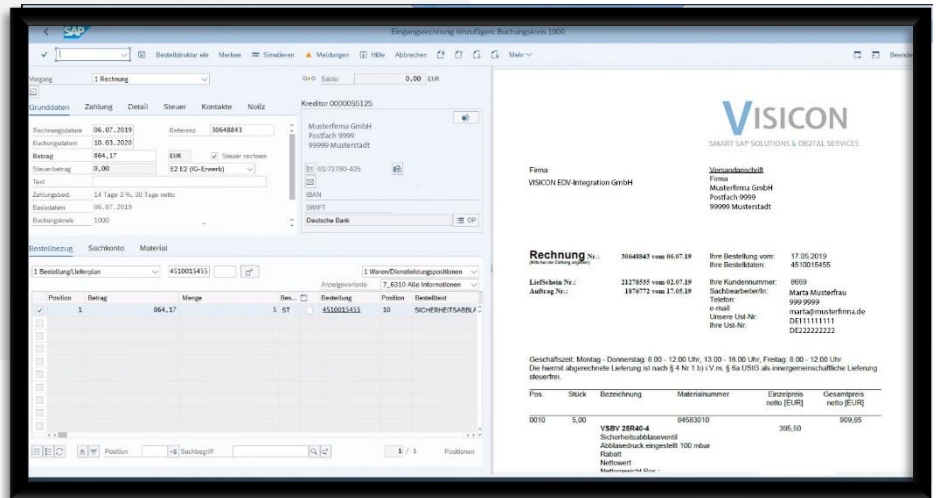 SAP
Eingangsrechnung hinzufügen: Buchungskreis 1000
Bestellstruktur ein Merken Simulieren Meldungen Hilfe Abbrechen Mehr
Vorgang 1 Rechnung
Saldo 0,00 EUR
Grunddaten Zahlung Detail Steuer Kontakte Notiz
Rechnungsdatum 06.07.2019 Referenz 30648843
Buchungsdatum 10.03.2020
Betrag 864,17 EUR Steuer rechnen
Steuerbetrag 0,00 E2 E2 (IG-Erwerb)
Text
Zahlungsbed. 14 Tage 3 %, 30 Tage netto
Basisdatum 06.07.2019
Buchungskreis 1000
Kreditor 0000055125
Musterfirma GmbH
Postfach 9999
99999 Musterstadt
01/72780-405
IBAN
SWIFT
Deutsche Bank OP
Bestellbezug Sachkonto Material
1 Bestellung/Lieferplan 4510015455 1 Waren/Dienstleistungspositionen
Anzeigevariante 7_6310 Alle Informationen
Position Betrag Menge Bes... Bestellung Position Bestelltext
1 864,17 5 ST 4510015455 10 SICHERHEITSABBLA
Position Suchbegriff 1 / 1 Positionen
VISICON
SMART SAP SOLUTIONS & DIGITAL SERVICES
Firma
VISICON EDV-Integration GmbH
Versandanschrift
Firma
Musterfirma GmbH
Postfach 9999
99999 Musterstadt
Rechnung Nr.: 30648843 vom 06.07.19
LiefSchein Nr.: 21278535 vom 02.07.19
Auftrag Nr.: 1876772 vom 17.05.19
Ihre Bestellung vom: 17.05.2019
Ihre Bestelldaten: 4510015455
Ihre Kundennummer: 8669
Sachbearbeiter/In: Marta Musterfrau
Telefon: 999 9999
e-mail: marta@musterfirma.de
Unsere Ust-Nr: DE111111111
Ihre Ust-Nr: DE222222222
Geschäftszeit: Montag - Donnerstag: 8.00 - 12.00 Uhr, 13.00 - 16.00 Uhr, Freitag: 8.00 - 12.00 Uhr
Die hiermit abgerechnete Lieferung ist nach § 4 Nr 1 b) i.V.m. § 6a UStG als innergemeinschaftliche Lieferung
steuerfrei.
Pos. Stück Bezeichnung Materialnummer Einzelpreis netto [EUR] Gesamtpreis netto [EUR]
0010 5,00 84583010 909,65
VSBV 25R40-4 395,50
Sicherheitsabblaseventil
Abblasedruck eingestellt 100 mbar
Rabatt
Nettowert